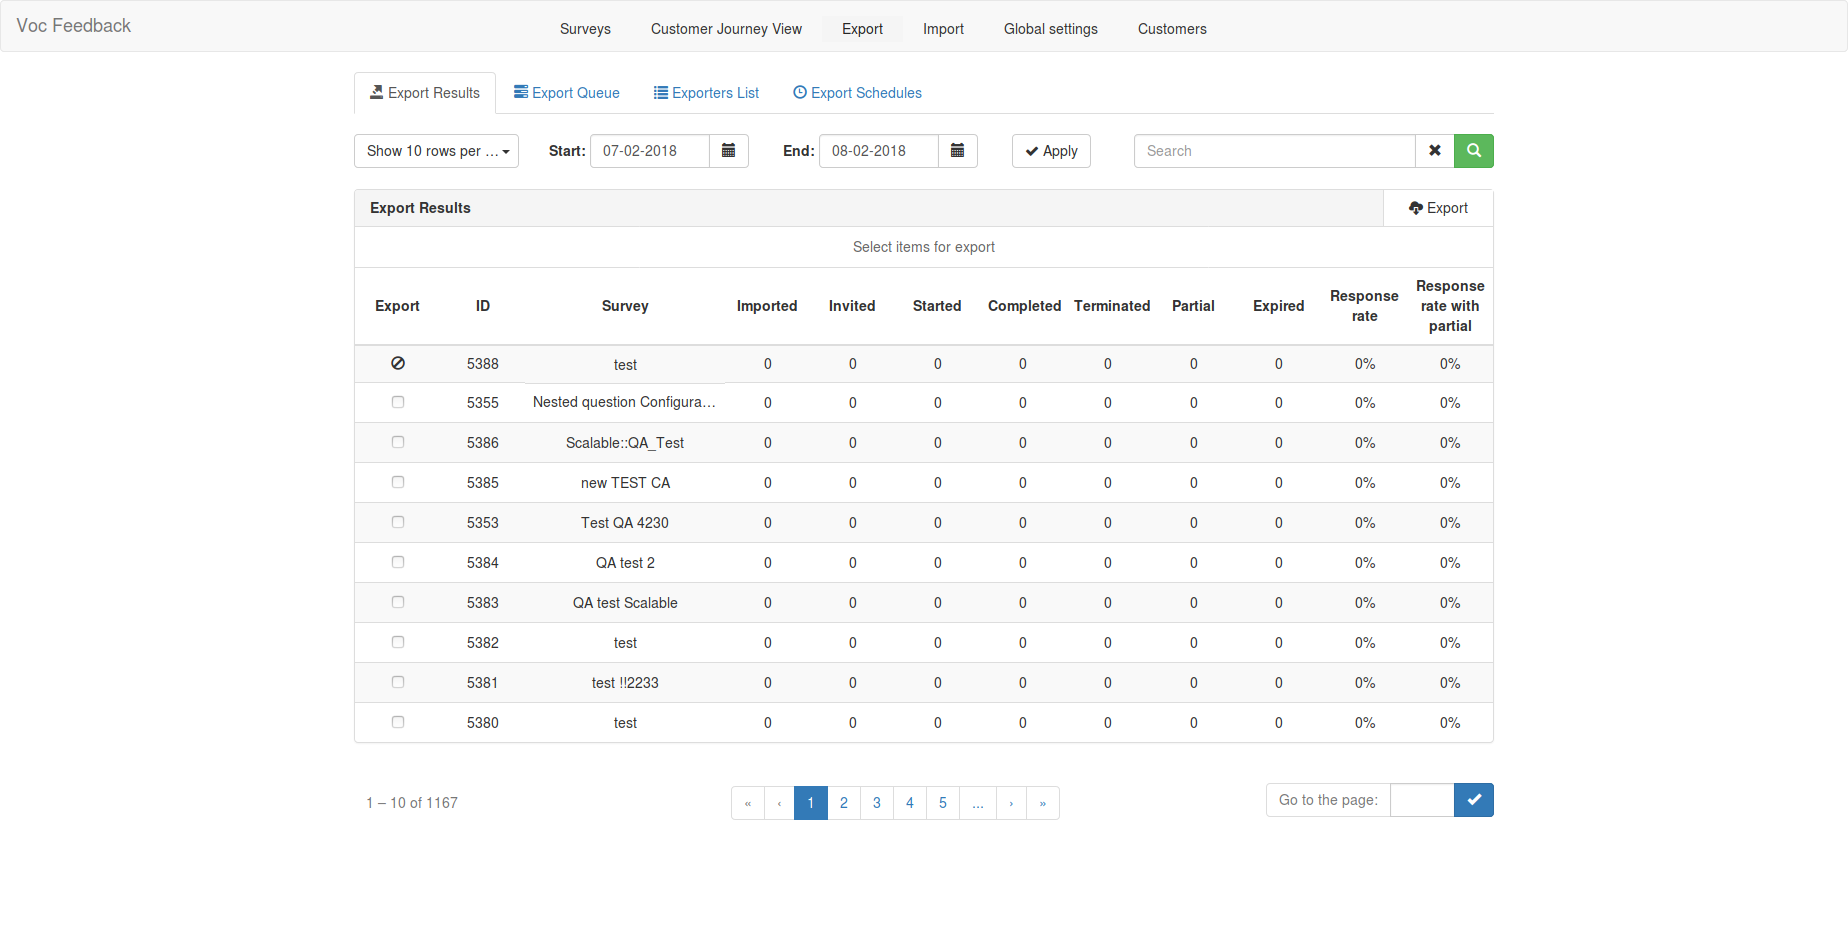 Voc Feedback
Surveys Customer Journey View Export Import Global settings Customers
Export Results Export Queue Exporters List Export Schedules
Show 10 rows per ... Start: 07-02-2018 End: 08-02-2018 Apply Search
Export Results Export
Select items for export
Export ID Survey Imported Invited Started Completed Terminated Partial Expired Response rate Response rate with partial
5388 test 0 0 0 0 0 0 0 0% 0%
5355 Nested question Configura... 0 0 0 0 0 0 0 0% 0%
5386 Scalable::QA_Test 0 0 0 0 0 0 0 0% 0%
5385 new TEST CA 0 0 0 0 0 0 0 0% 0%
5353 Test QA 4230 0 0 0 0 0 0 0 0% 0%
5384 QA test 2 0 0 0 0 0 0 0 0% 0%
5383 QA test Scalable 0 0 0 0 0 0 0 0% 0%
5382 test 0 0 0 0 0 0 0 0% 0%
5381 test !!2233 0 0 0 0 0 0 0 0% 0%
5380 test 0 0 0 0 0 0 0 0% 0%
1 – 10 of 1167 « ‹ 1 2 3 4 5 ... › » Go to the page: